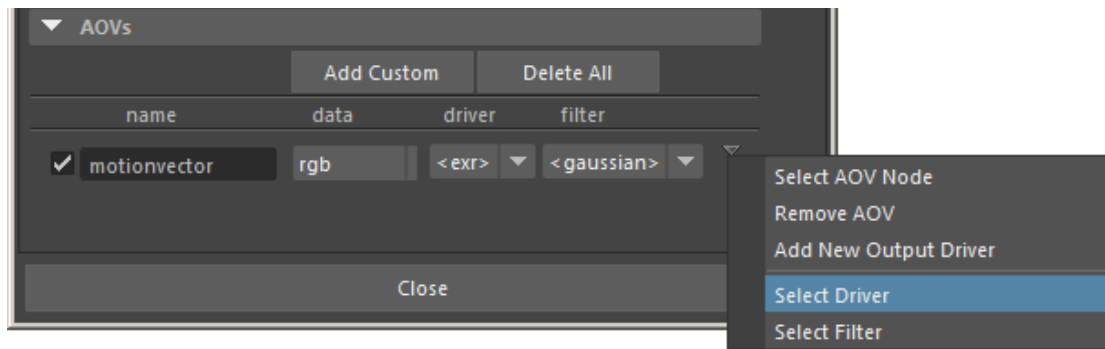 AOVs
Add Custom Delete All
name data driver filter
motionvector rgb <exr> <gaussian>
Select AOV Node
Remove AOV
Add New Output Driver
Close
Select Driver
Select Filter